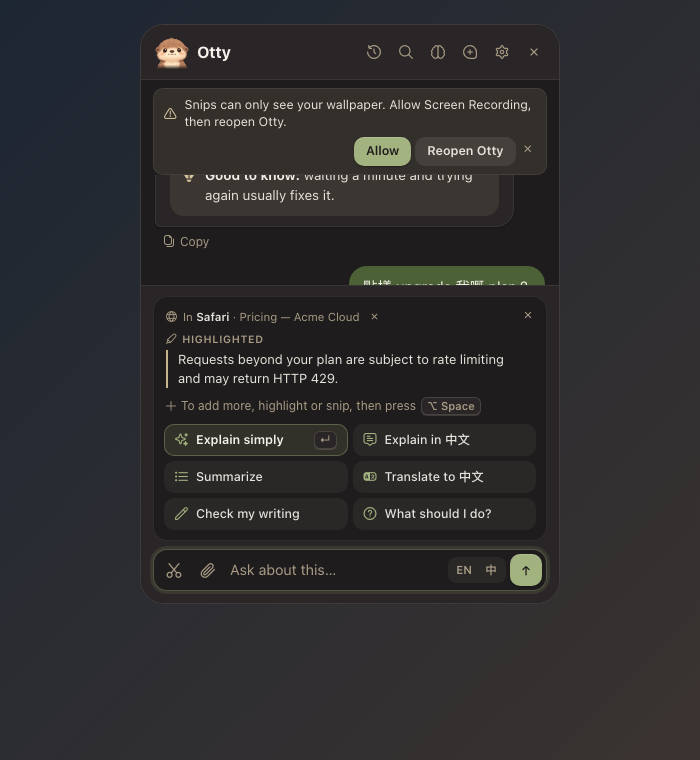 Otty
Snips can only see your wallpaper. Allow Screen Recording,
then reopen Otty.
Allow
Reopen Otty
Good to know: waiting a minute and trying
again usually fixes it.
Copy
upgrade 我嘅 plan?
In Safari · Pricing — Acme Cloud
HIGHLIGHTED
Requests beyond your plan are subject to rate limiting
and may return HTTP 429.
To add more, highlight or snip, then press ⌥ Space
Explain simply
Explain in 中文
Summarize
Translate to 中文
Check my writing
What should I do?
Ask about this…
EN 中